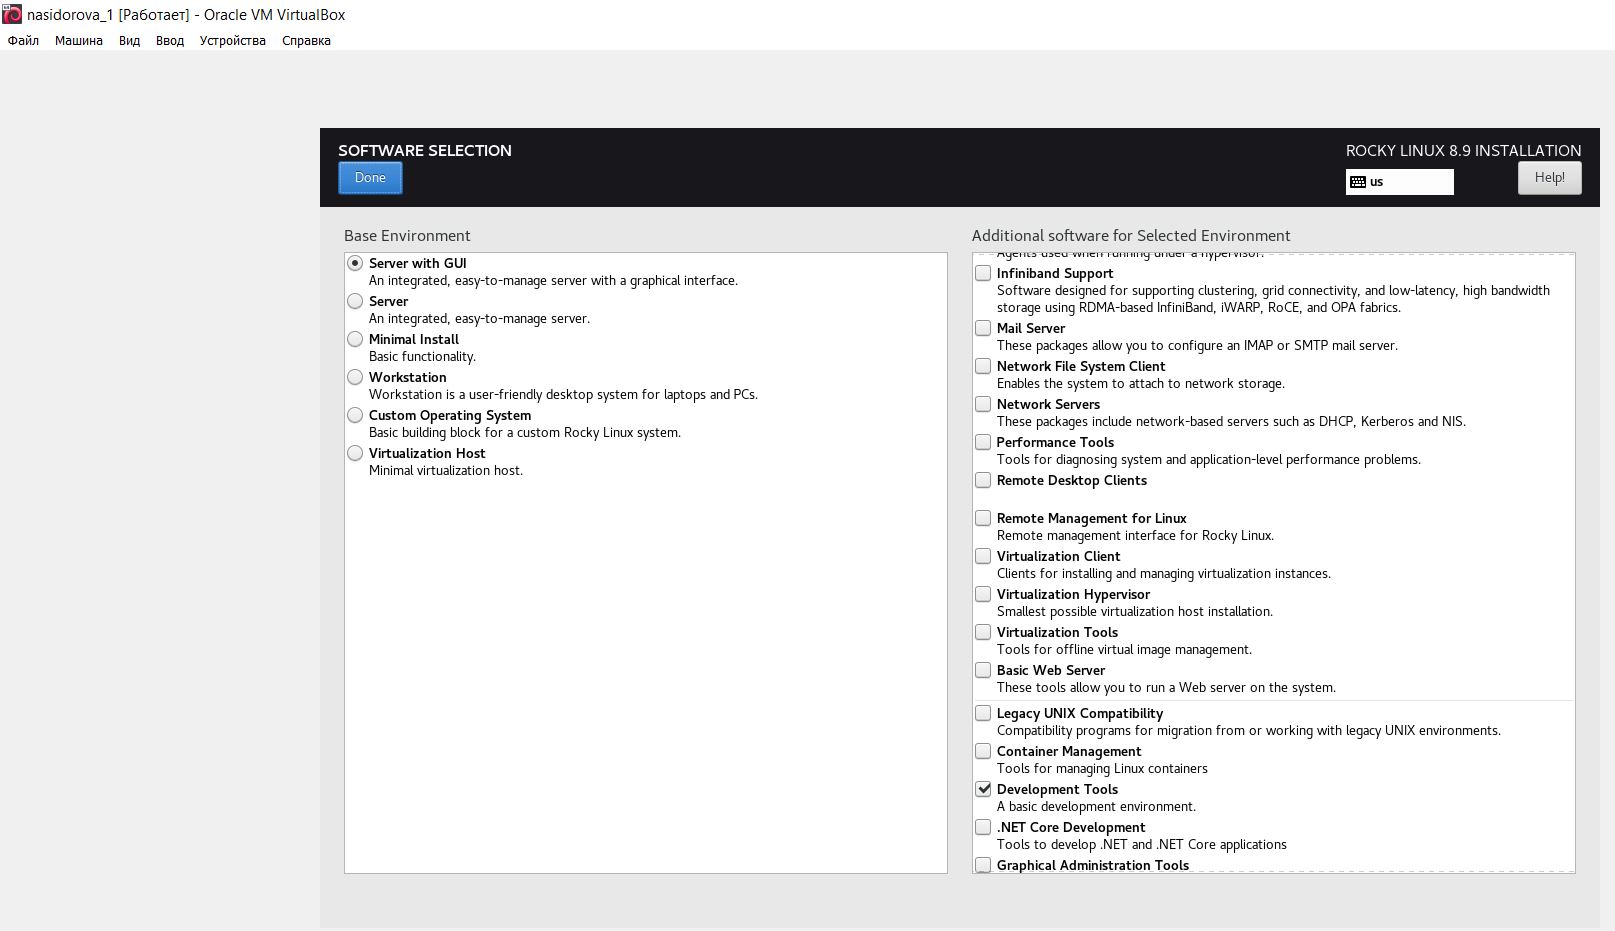 nasidorova_1 [Работает] - Oracle VM VirtualBox
Файл Машина Вид Ввод Устройства Справка
SOFTWARE SELECTION
Done
ROCKY LINUX 8.9 INSTALLATION
us
Help!
Base Environment
Server with GUI
An integrated, easy-to-manage server with a graphical interface.
Server
An integrated, easy-to-manage server.
Minimal Install
Basic functionality.
Workstation
Workstation is a user-friendly desktop system for laptops and PCs.
Custom Operating System
Basic building block for a custom Rocky Linux system.
Virtualization Host
Minimal virtualization host.
Additional software for Selected Environment
Agents used when running under a hypervisor.
Infiniband Support
Software designed for supporting clustering, grid connectivity, and low-latency, high bandwidth
storage using RDMA-based InfiniBand, iWARP, RoCE, and OPA fabrics.
Mail Server
These packages allow you to configure an IMAP or SMTP mail server.
Network File System Client
Enables the system to attach to network storage.
Network Servers
These packages include network-based servers such as DHCP, Kerberos and NIS.
Performance Tools
Tools for diagnosing system and application-level performance problems.
Remote Desktop Clients
Remote Management for Linux
Remote management interface for Rocky Linux.
Virtualization Client
Clients for installing and managing virtualization instances.
Virtualization Hypervisor
Smallest possible virtualization host installation.
Virtualization Tools
Tools for offline virtual image management.
Basic Web Server
These tools allow you to run a Web server on the system.
Legacy UNIX Compatibility
Compatibility programs for migration from or working with legacy UNIX environments.
Container Management
Tools for managing Linux containers
Development Tools
A basic development environment.
.NET Core Development
Tools to develop .NET and .NET Core applications
Graphical Administration Tools